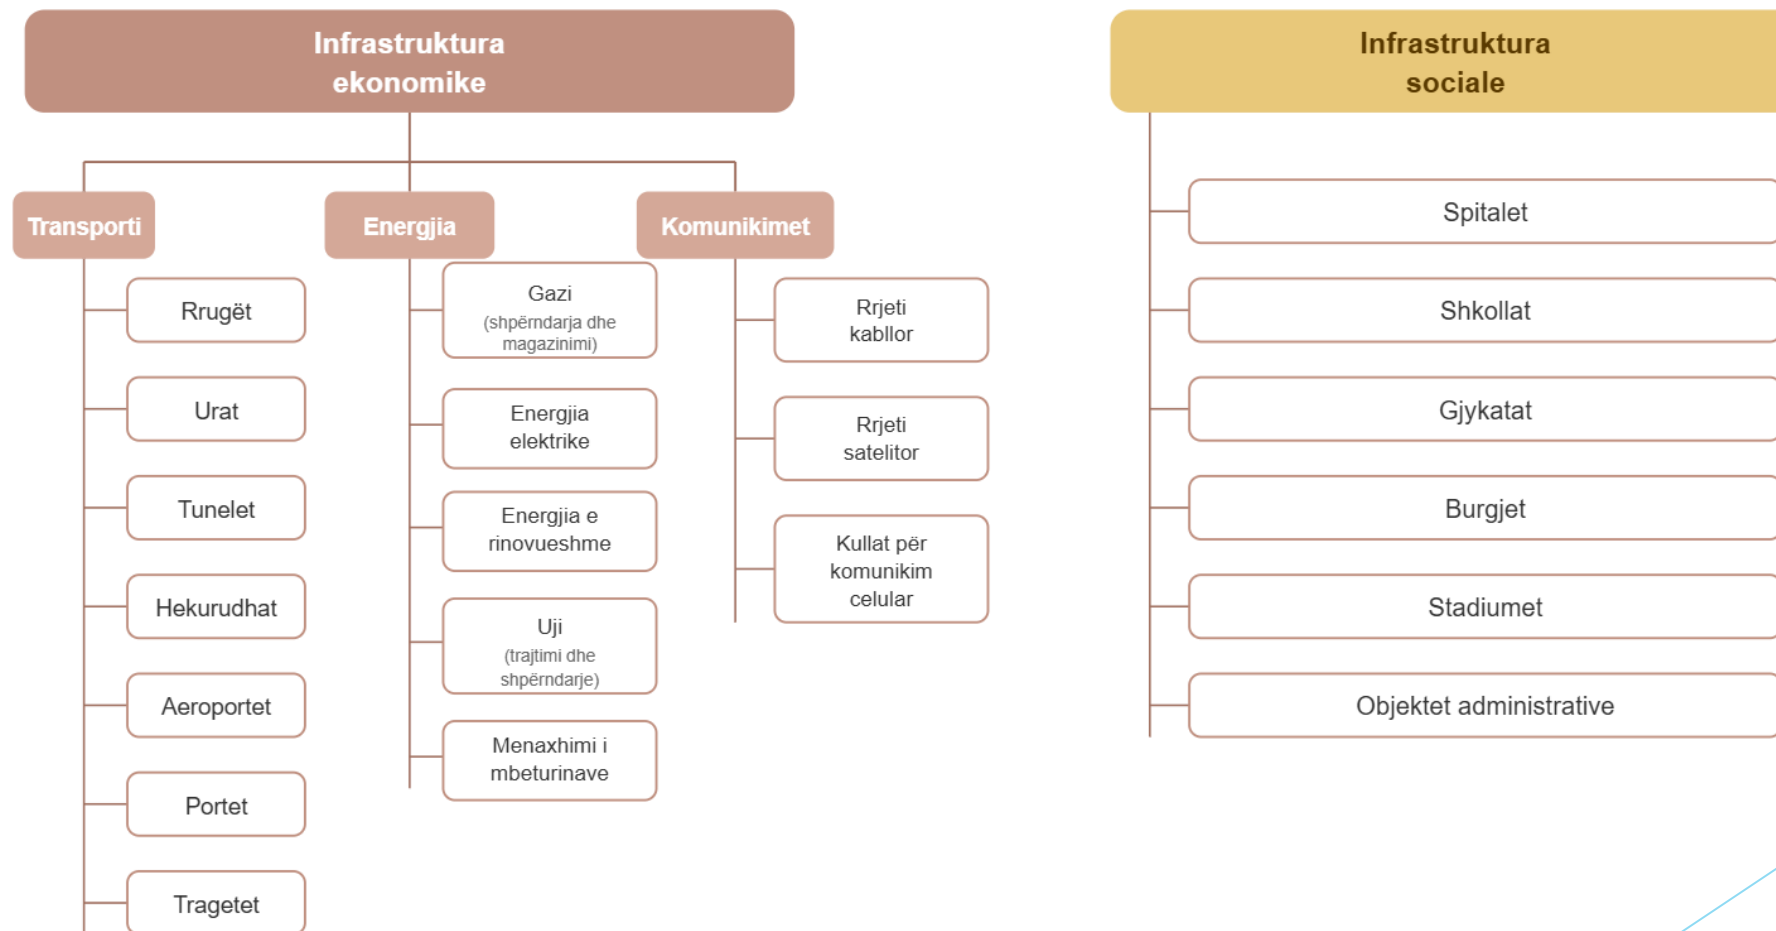 Infrastruktura
ekonomike
Transporti
Rrugët
Urat
Tunelet
Hekurudhat
Aeroportet
Portet
Tragetet
Energjia
Gazi
(shpërndarja dhe
magazinimi)
Energjia
elektrike
Energjia e
rinovueshme
Uji
(trajtimi dhe
shpërndarje)
Menaxhimi i
mbeturinave
Komunikimet
Rrjeti
kabllor
Rrjeti
satelitor
Kullat për
komunikim
celular
Infrastruktura
sociale
Spitalet
Shkollat
Gjykatat
Burgjet
Stadiumet
Objektet administrative